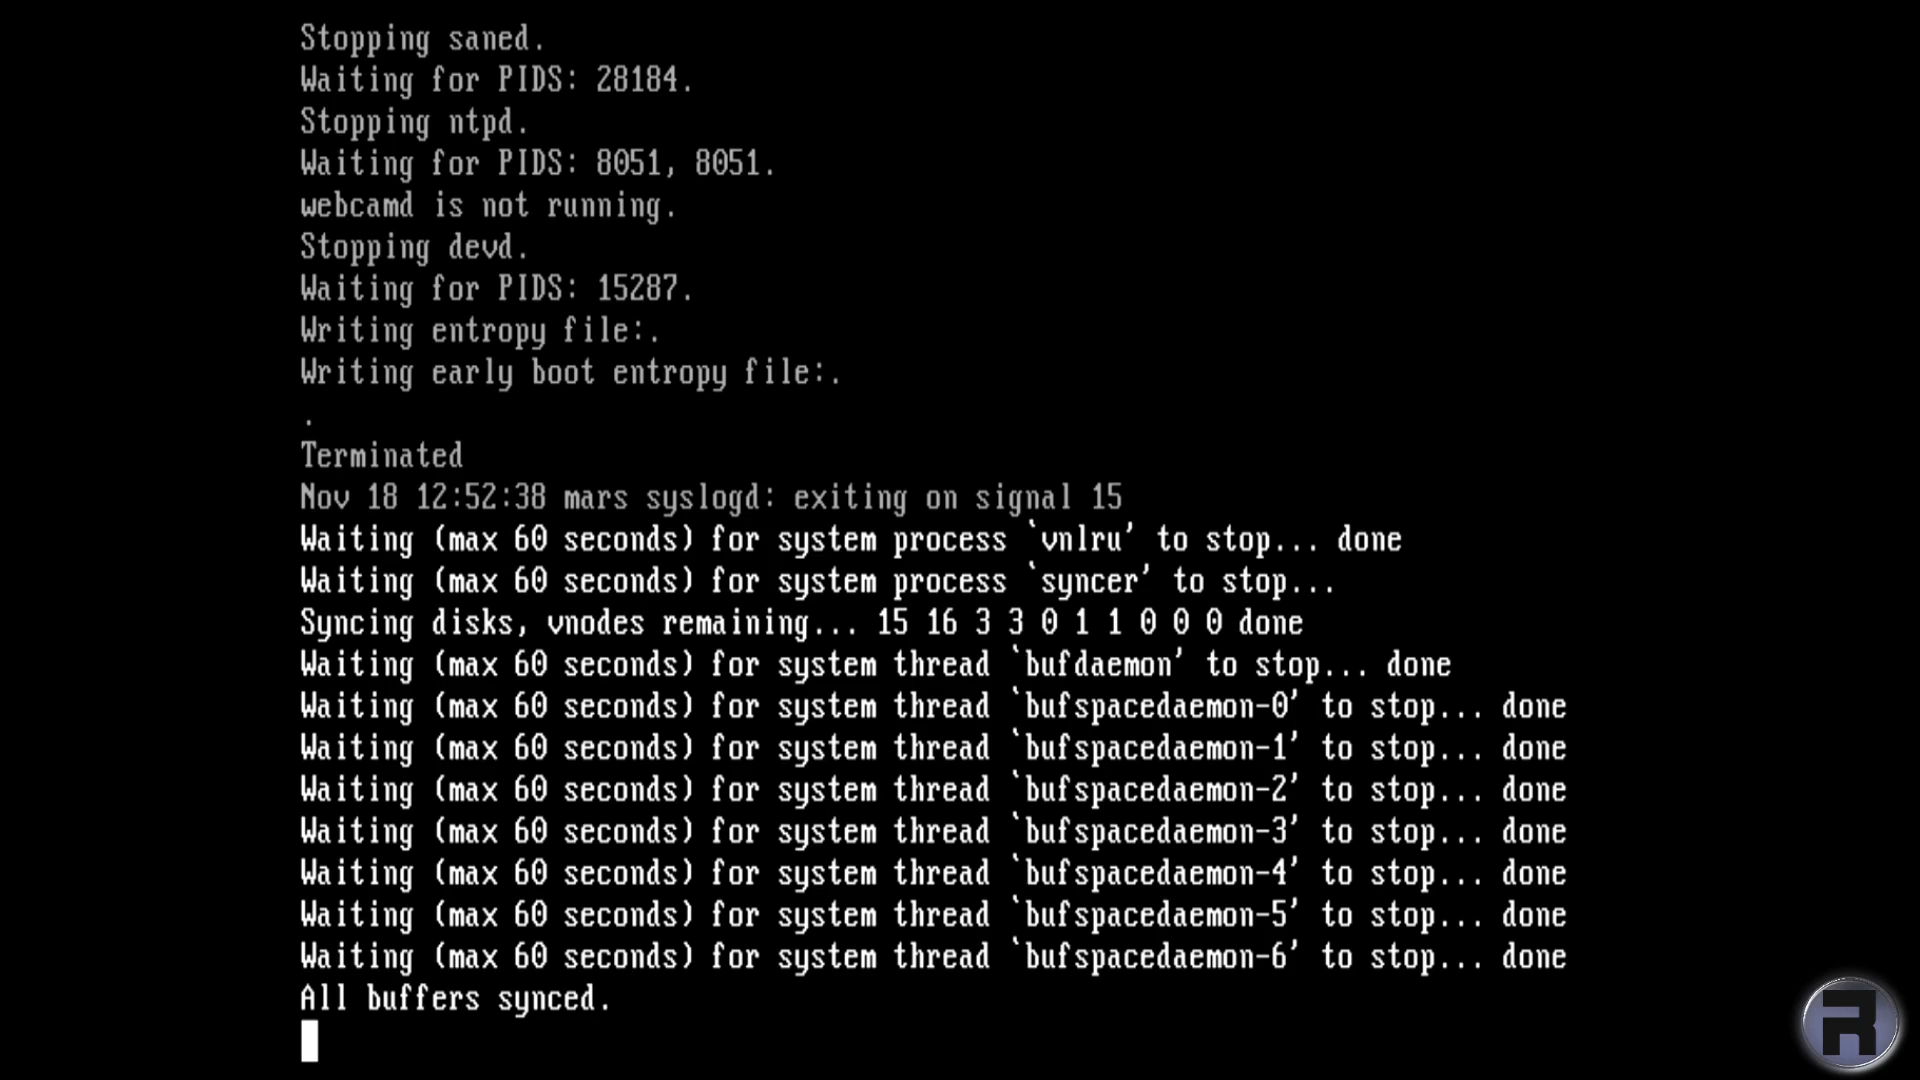 Stopping saned.
Waiting for PIDS: 28184.
Stopping ntpd.
Waiting for PIDS: 8051, 8051.
webcamd is not running.
Stopping devd.
Waiting for PIDS: 15287.
Writing entropy file:.
Writing early boot entropy file:.
.
Terminated
Nov 18 12:52:38 mars syslogd: exiting on signal 15
Waiting (max 60 seconds) for system process `vnlru' to stop... done
Waiting (max 60 seconds) for system process `syncer' to stop...
Syncing disks, vnodes remaining... 15 16 3 3 0 1 1 0 0 0 done
Waiting (max 60 seconds) for system thread `bufdaemon' to stop... done
Waiting (max 60 seconds) for system thread `bufspacedaemon-0' to stop... done
Waiting (max 60 seconds) for system thread `bufspacedaemon-1' to stop... done
Waiting (max 60 seconds) for system thread `bufspacedaemon-2' to stop... done
Waiting (max 60 seconds) for system thread `bufspacedaemon-3' to stop... done
Waiting (max 60 seconds) for system thread `bufspacedaemon-4' to stop... done
Waiting (max 60 seconds) for system thread `bufspacedaemon-5' to stop... done
Waiting (max 60 seconds) for system thread `bufspacedaemon-6' to stop... done
All buffers synced.
R